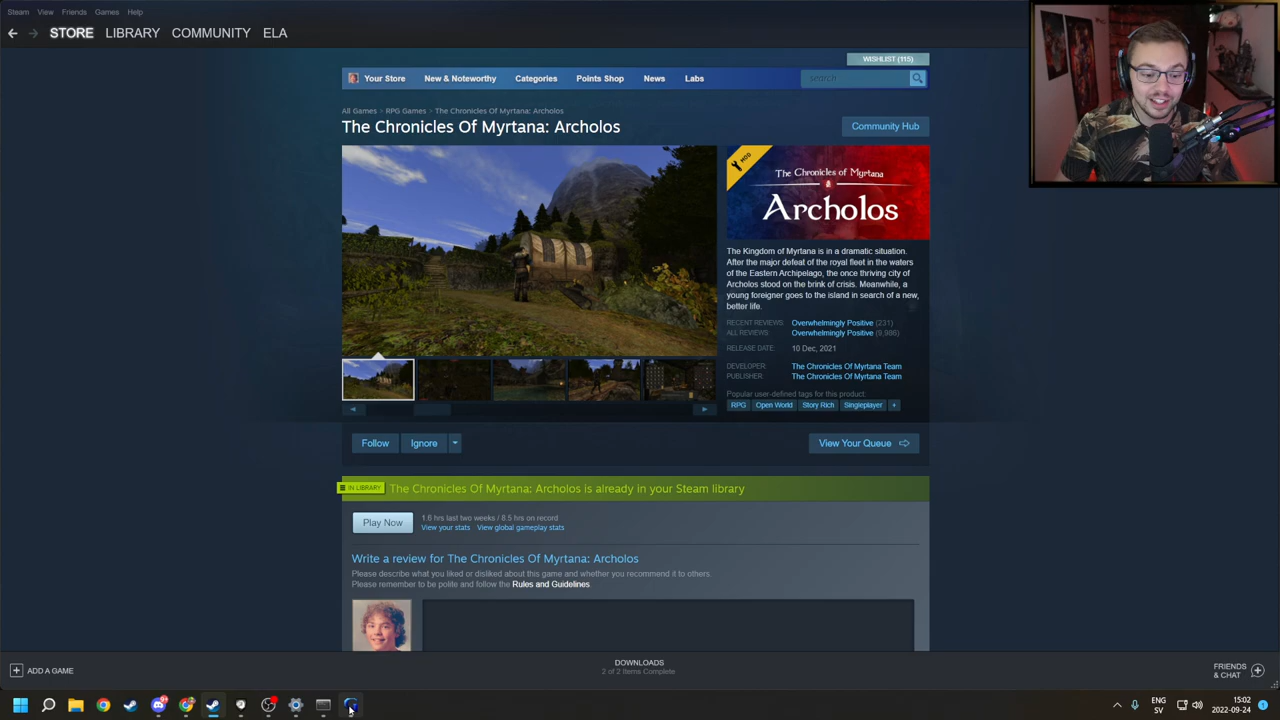 Steam View Friends Games Help
STORE LIBRARY COMMUNITY ELA
WISHLIST (115)
Your Store New & Noteworthy Categories Points Shop News Labs search
All Games > RPG Games > The Chronicles Of Myrtana: Archolos
The Chronicles Of Myrtana: Archolos
Community Hub
MOD
The Chronicles of Myrtana
Archolos
The Kingdom of Myrtana is in a dramatic situation.
After the major defeat of the royal fleet in the waters
of the Eastern Archipelago, the once thriving city of
Archolos stood on the brink of crisis. Meanwhile, a
young foreigner goes to the island in search of a new,
better life.
RECENT REVIEWS: Overwhelmingly Positive (231)
ALL REVIEWS: Overwhelmingly Positive (9,986)
RELEASE DATE: 10 Dec, 2021
DEVELOPER: The Chronicles Of Myrtana Team
PUBLISHER: The Chronicles Of Myrtana Team
Popular user-defined tags for this product:
RPG Open World Story Rich Singleplayer +
Follow Ignore
View Your Queue
IN LIBRARY The Chronicles Of Myrtana: Archolos is already in your Steam library
Play Now
1.6 hrs last two weeks / 8.5 hrs on record
View your stats View global gameplay stats
Write a review for The Chronicles Of Myrtana: Archolos
Please describe what you liked or disliked about this game and whether you recommend it to others.
Please remember to be polite and follow the Rules and Guidelines.
+ ADD A GAME
DOWNLOADS
2 of 2 Items Complete
FRIENDS
& CHAT +
ENG
SV
15:02
2022-09-24